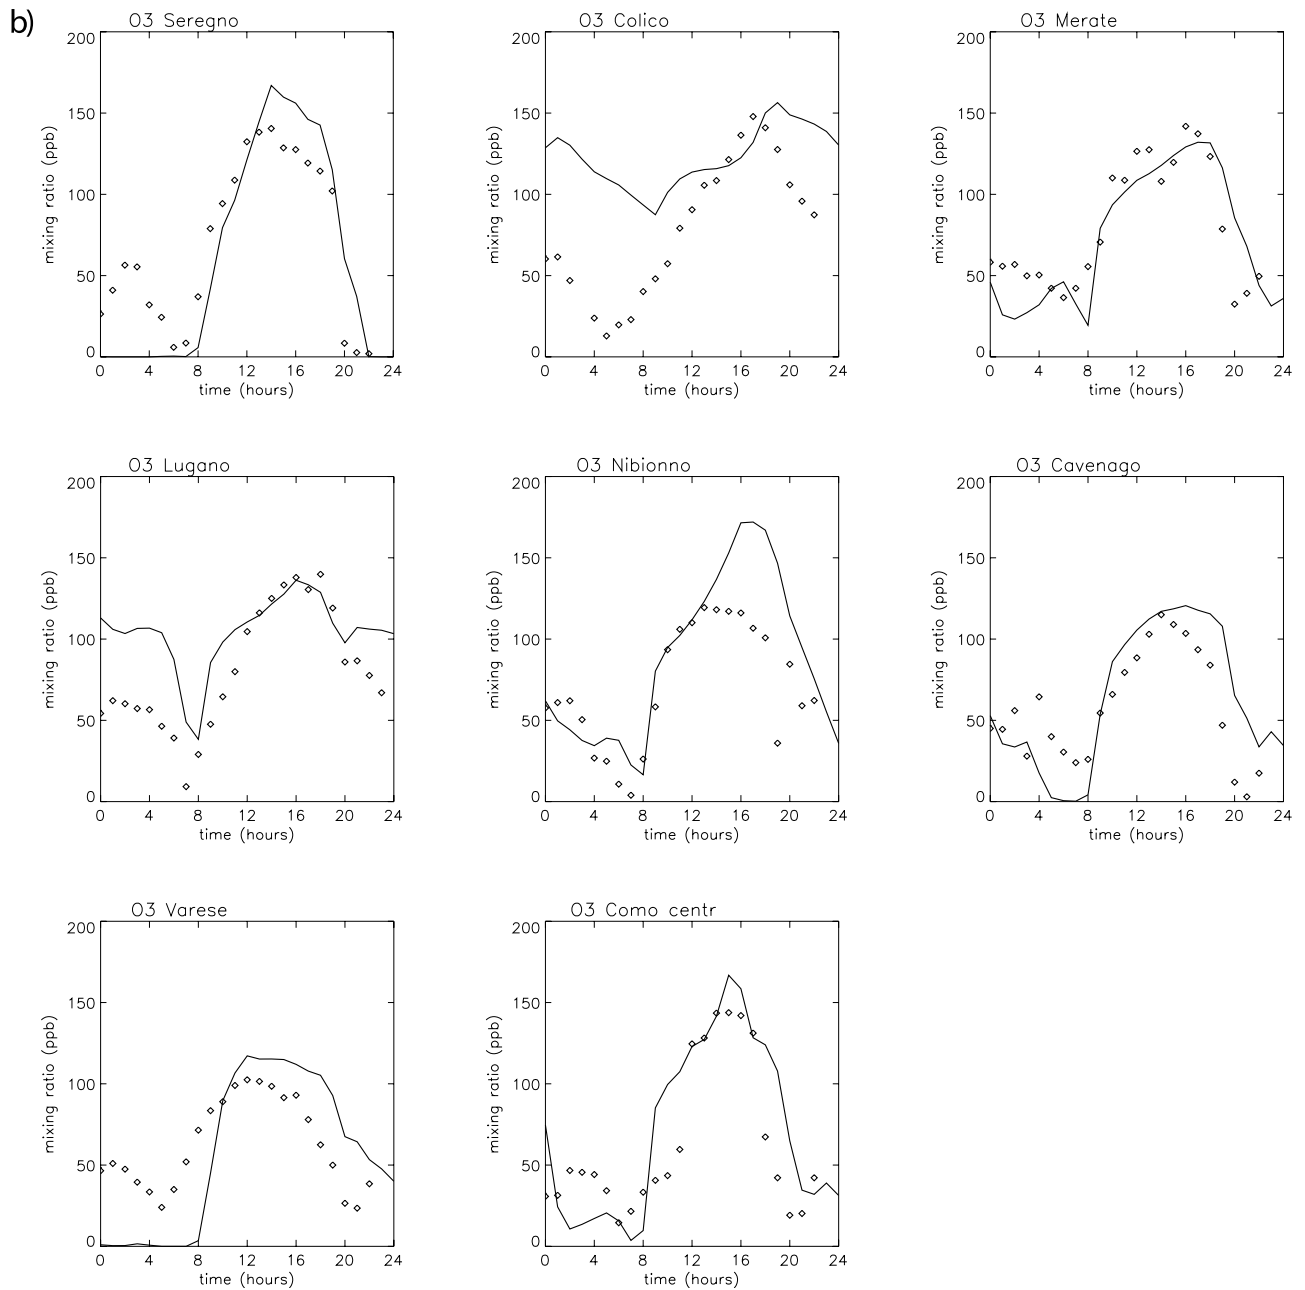 b)
O3 Seregno
200
150
100
50
0
mixing ratio (ppb)
0 4 8 12 16 20 24
time (hours)
O3 Colico
200
150
100
50
0
mixing ratio (ppb)
0 4 8 12 16 20 24
time (hours)
O3 Merate
200
150
100
50
0
mixing ratio (ppb)
0 4 8 12 16 20 24
time (hours)
O3 Lugano
200
150
100
50
0
mixing ratio (ppb)
0 4 8 12 16 20 24
time (hours)
O3 Nibionno
200
150
100
50
0
mixing ratio (ppb)
0 4 8 12 16 20 24
time (hours)
O3 Cavenago
200
150
100
50
0
mixing ratio (ppb)
0 4 8 12 16 20 24
time (hours)
O3 Varese
200
150
100
50
0
mixing ratio (ppb)
0 4 8 12 16 20 24
time (hours)
O3 Como centr
200
150
100
50
0
mixing ratio (ppb)
0 4 8 12 16 20 24
time (hours)